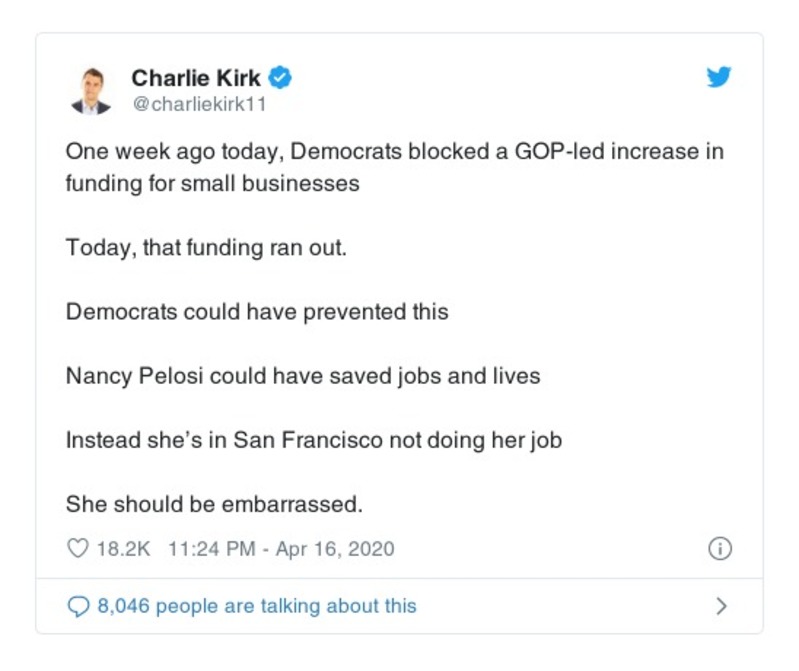 Charlie Kirk
@charliekirk11
One week ago today, Democrats blocked a GOP-led increase in
funding for small businesses
Today, that funding ran out.
Democrats could have prevented this
Nancy Pelosi could have saved jobs and lives
Instead she’s in San Francisco not doing her job
She should be embarrassed.
18.2K 11:24 PM - Apr 16, 2020
8,046 people are talking about this